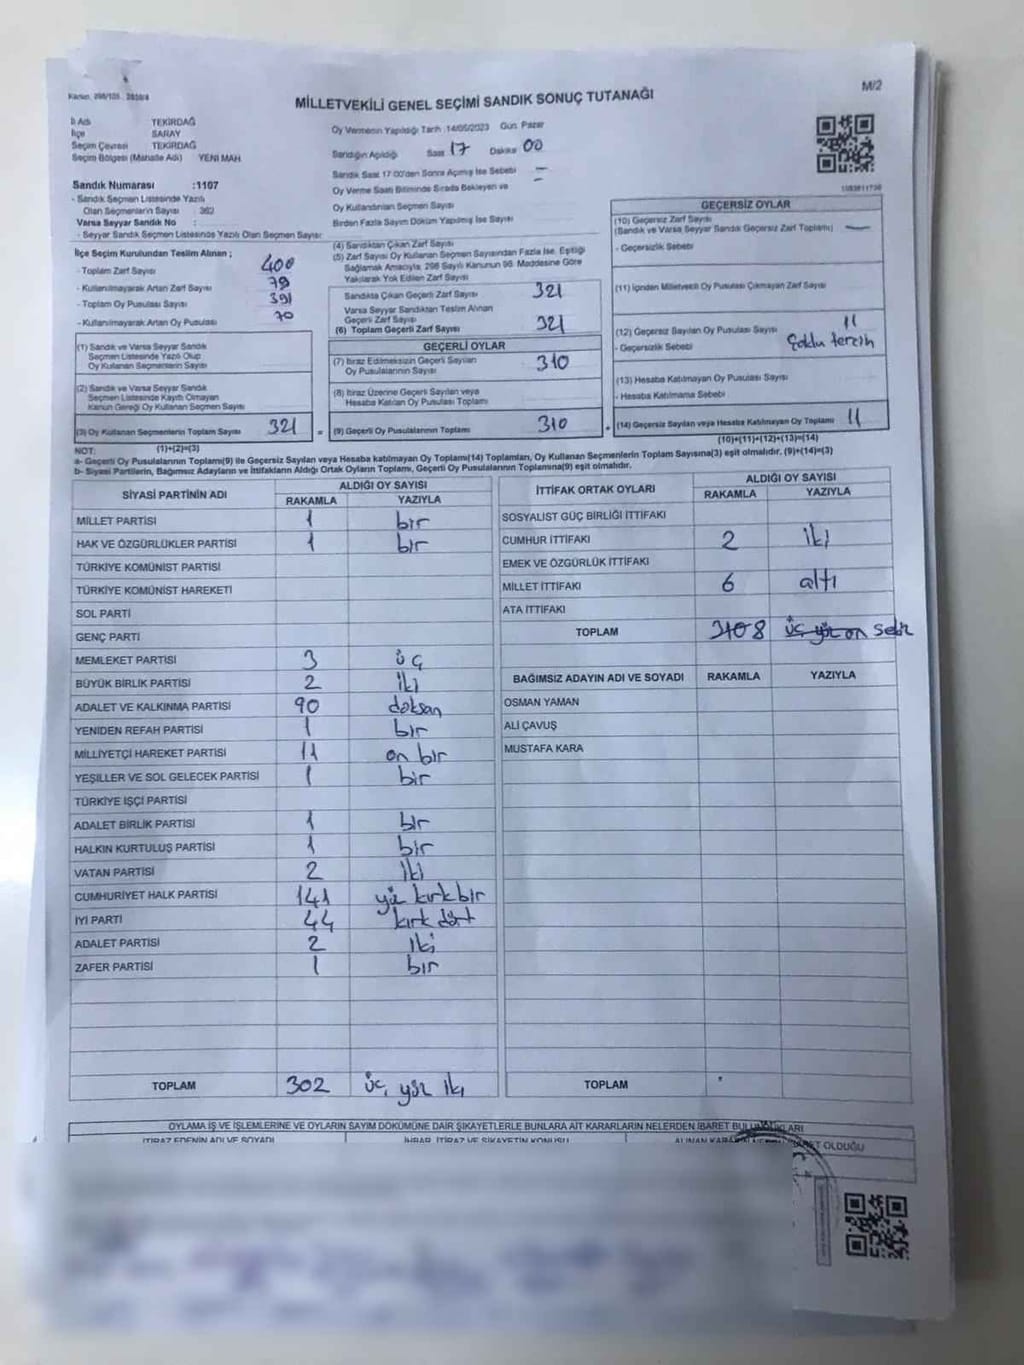 Kanun: 298/105 - 2839/4
M/2
MİLLETVEKİLİ GENEL SEÇİMİ SANDIK SONUÇ TUTANAĞI
İl Adı TEKİRDAĞ
İlçe SARAY
Seçim Çevresi TEKİRDAĞ
Seçim Bölgesi (Mahalle Adı) YENİ MAH
Sandık Numarası :1107
- Sandık Seçmen Listesinde Yazılı
Olan Seçmenlerin Sayısı : 362
Varsa Seyyar Sandık No :
- Seyyar Sandık Seçmen Listesinde Yazılı Olan Seçmen Sayısı:
İlçe Seçim Kurulundan Teslim Alınan ;
- Toplam Zarf Sayısı 400
- Kullanılmayarak Artan Zarf Sayısı 79
- Toplam Oy Pusulası Sayısı 391
- Kullanılmayarak Artan Oy Pusulası 70
(1) Sandık ve Varsa Seyyar Sandık
Seçmen Listesinde Yazılı Olup
Oy Kullanan Seçmenlerin Sayısı
(2) Sandık ve Varsa Seyyar Sandık
Seçmen Listesinde Kayıtlı Olmayan
Kanun Gereği Oy Kullanan Seçmen Sayısı
(3) Oy Kullanan Seçmenlerin Toplam Sayısı 321 =
Oy Vermenin Yapıldığı Tarih :14/05/2023 Gün: Pazar
Sandığın Açıldığı Saat 17 Dakika 00
Sandık Saat 17:00'den Sonra Açılmış İse Sebebi —
Oy Verme Saati Bitiminde Sırada Bekleyen ve
Oy Kullandırılan Seçmen Sayısı —
Birden Fazla Sayım Döküm Yapılmış İse Sayısı
(4) Sandıktan Çıkan Zarf Sayısı
(5) Zarf Sayısı Oy Kullanan Seçmen Sayısından Fazla İse, Eşitliği
Sağlamak Amacıyla, 298 Sayılı Kanunun 98. Maddesine Göre
Yakılarak Yok Edilen Zarf Sayısı
Sandıkta Çıkan Geçerli Zarf Sayısı 321
Varsa Seyyar Sandıktan Teslim Alınan
Geçerli Zarf Sayısı
(6) Toplam Geçerli Zarf Sayısı 321
GEÇERLİ OYLAR
(7) İtiraz Edilmeksizin Geçerli Sayılan
Oy Pusulalarının Sayısı 310
(8) İtiraz Üzerine Geçerli Sayılan veya
Hesaba Katılan Oy Pusulası Toplamı
(9) Geçerli Oy Pusulalarının Toplamı 310 +
GEÇERSİZ OYLAR
(10) Geçersiz Zarf Sayısı
(Sandık ve Varsa Seyyar Sandık Geçersiz Zarf Toplamı) —
- Geçersizlik Sebebi
(11) İçinden Milletvekili Oy Pusulası Çıkmayan Zarf Sayısı
(12) Geçersiz Sayılan Oy Pusulası Sayısı 11
- Geçersizlik Sebebi Çoklu tercih
(13) Hesaba Katılmayan Oy Pusulası Sayısı
- Hesaba Katılmama Sebebi
(14) Geçersiz Sayılan veya Hesaba Katılmayan Oy Toplamı 11
NOT: (1)+(2)=(3) (10)+(11)+(12)+(13)=(14)
a- Geçerli Oy Pusulalarının Toplamı(9) ile Geçersiz Sayılan veya Hesaba katılmayan Oy Toplamı(14) Toplamları, Oy Kullanan Seçmenlerin Toplam Sayısına(3) eşit olmalıdır. (9)+(14)=(3)
b- Siyasi Partilerin, Bağımsız Adayların ve İttifakların Aldığı Ortak Oyların Toplamı, Geçerli Oy Pusulalarının Toplamına(9) eşit olmalıdır.
SİYASİ PARTİNİN ADI ALDIĞI OY SAYISI
RAKAMLA YAZIYLA
MİLLET PARTİSİ 1 bir
HAK VE ÖZGÜRLÜKLER PARTİSİ 1 bir
TÜRKİYE KOMÜNİST PARTİSİ
TÜRKİYE KOMÜNİST HAREKETİ
SOL PARTİ
GENÇ PARTİ
MEMLEKET PARTİSİ 3 üç
BÜYÜK BİRLİK PARTİSİ 2 iki
ADALET VE KALKINMA PARTİSİ 90 doksan
YENİDEN REFAH PARTİSİ 1 bir
MİLLİYETÇİ HAREKET PARTİSİ 11 on bir
YEŞİLLER VE SOL GELECEK PARTİSİ 1 bir
TÜRKİYE İŞÇİ PARTİSİ
ADALET BİRLİK PARTİSİ 1 bir
HALKIN KURTULUŞ PARTİSİ 1 bir
VATAN PARTİSİ 2 iki
CUMHURİYET HALK PARTİSİ 141 yüz kırk bir
İYİ PARTİ 44 kırk dört
ADALET PARTİSİ 2 iki
ZAFER PARTİSİ 1 bir
TOPLAM 302 üç yüz iki
İTTİFAK ORTAK OYLARI ALDIĞI OY SAYISI
RAKAMLA YAZIYLA
SOSYALİST GÜÇ BİRLİĞİ İTTİFAKI
CUMHUR İTTİFAKI 2 iki
EMEK VE ÖZGÜRLÜK İTTİFAKI
MİLLET İTTİFAKI 6 altı
ATA İTTİFAKI
TOPLAM 8 üç yüz on sekiz
BAĞIMSIZ ADAYIN ADI VE SOYADI RAKAMLA YAZIYLA
OSMAN YAMAN
ALİ ÇAVUŞ
MUSTAFA KARA
TOPLAM
OYLAMA İŞ VE İŞLEMLERİNE VE OYLARIN SAYIM DÖKÜMÜNE DAİR ŞİKAYETLERLE BUNLARA AİT KARARLARIN NELERDEN İBARET BULUNDUKLARI
İTİRAZ EDENİN ADI VE SOYADI İHBAR, İTİRAZ VE ŞİKAYETİN KONUSU
OLDUĞU